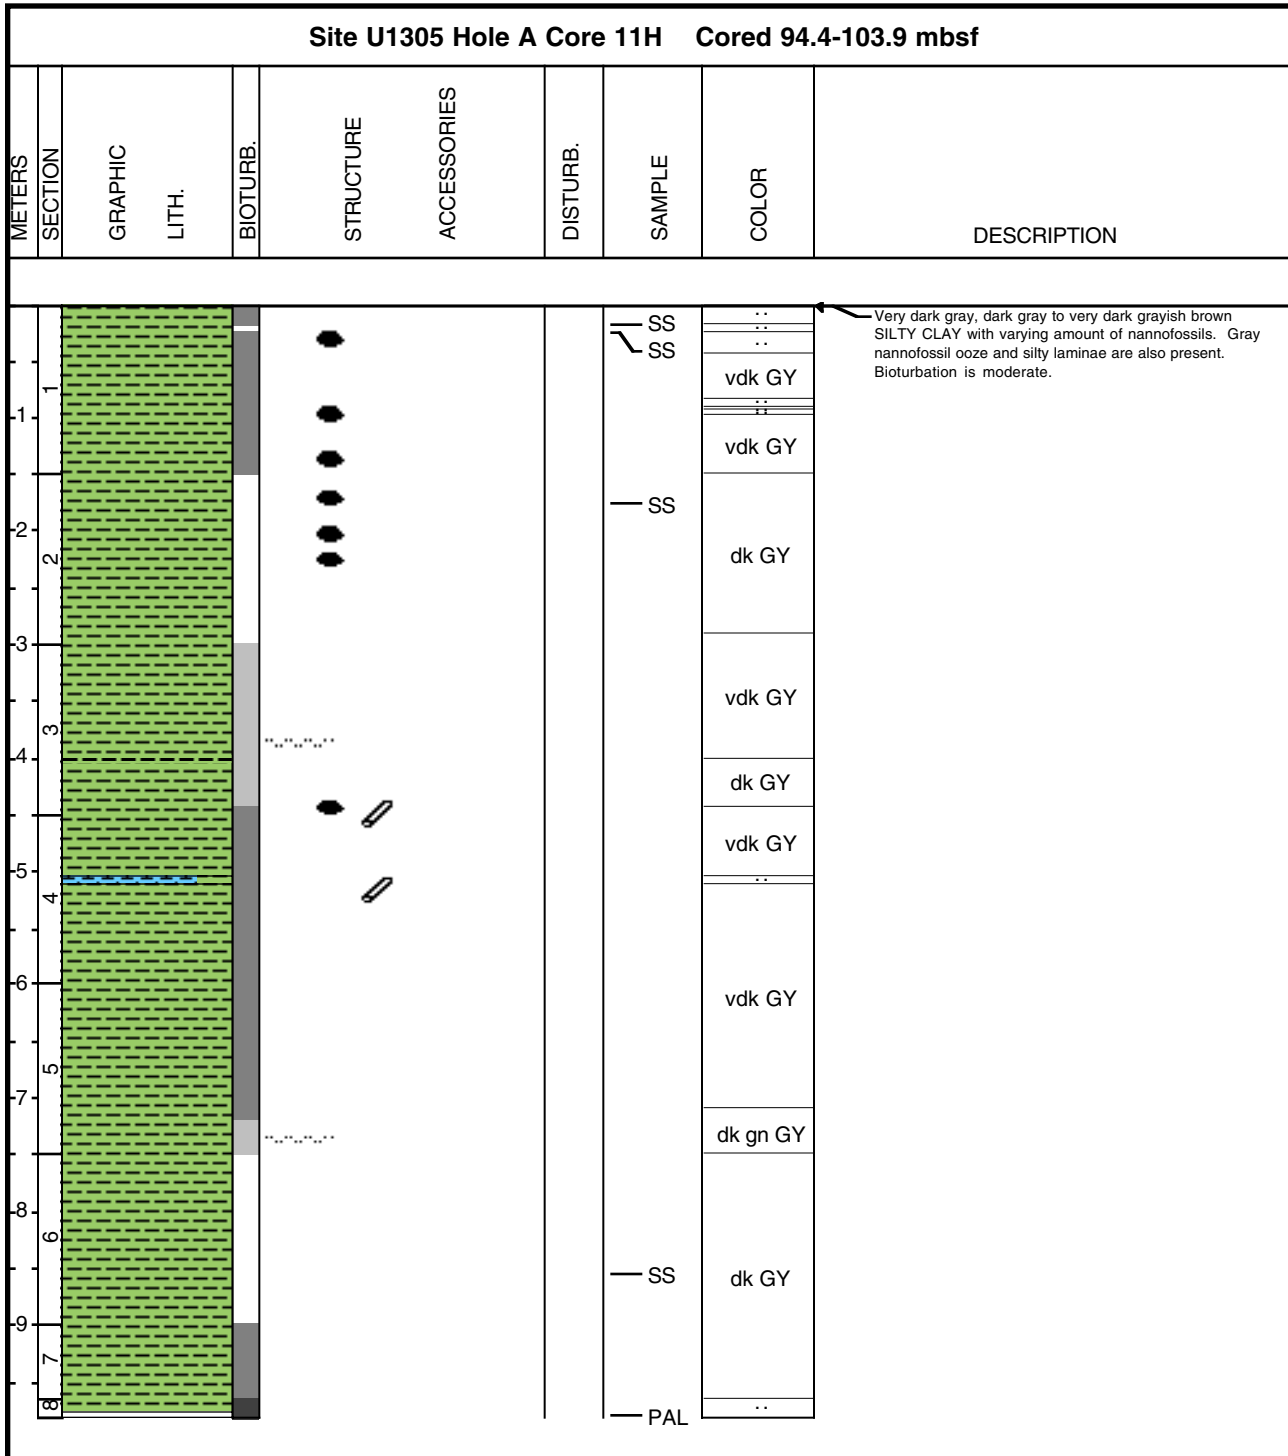 Site U1305 Hole A Core 11H    Cored 94.4-103.9 mbsf
METERS
SECTION
GRAPHIC
LITH.
BIOTURB.
STRUCTURE
ACCESSORIES
DISTURB.
SAMPLE
COLOR
DESCRIPTION
Very dark gray, dark gray to very dark grayish brown
SILTY CLAY with varying amount of nannofossils. Gray
nannofossil ooze and silty laminae are also present.
Bioturbation is moderate.
SS
SS
vdk GY
1
1
vdk GY
SS
2
2
dk GY
3
vdk GY
3
4
dk GY
vdk GY
5
4
6
vdk GY
5
7
dk gn GY
8
6
SS
dk GY
9
7
8
PAL